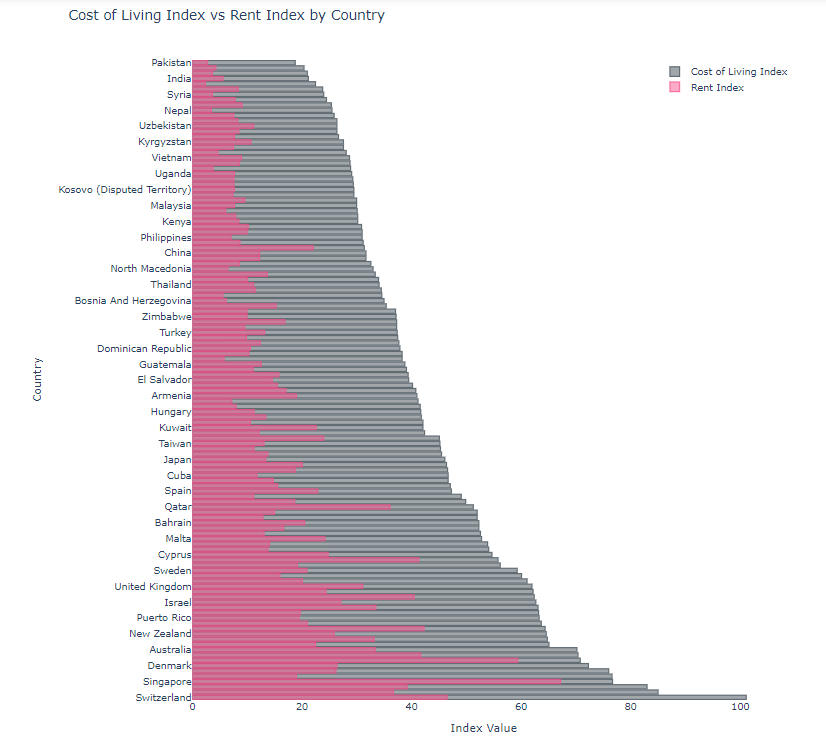 Cost of Living Index vs Rent Index by Country
Cost of Living Index
Rent Index
Country
Pakistan
India
Syria
Nepal
Uzbekistan
Kyrgyzstan
Vietnam
Uganda
Kosovo (Disputed Territory)
Malaysia
Kenya
Philippines
China
North Macedonia
Thailand
Bosnia And Herzegovina
Zimbabwe
Turkey
Dominican Republic
Guatemala
El Salvador
Armenia
Hungary
Kuwait
Taiwan
Japan
Cuba
Spain
Qatar
Bahrain
Malta
Cyprus
Sweden
United Kingdom
Israel
Puerto Rico
New Zealand
Australia
Denmark
Singapore
Switzerland
0 20 40 60 80 100
Index Value